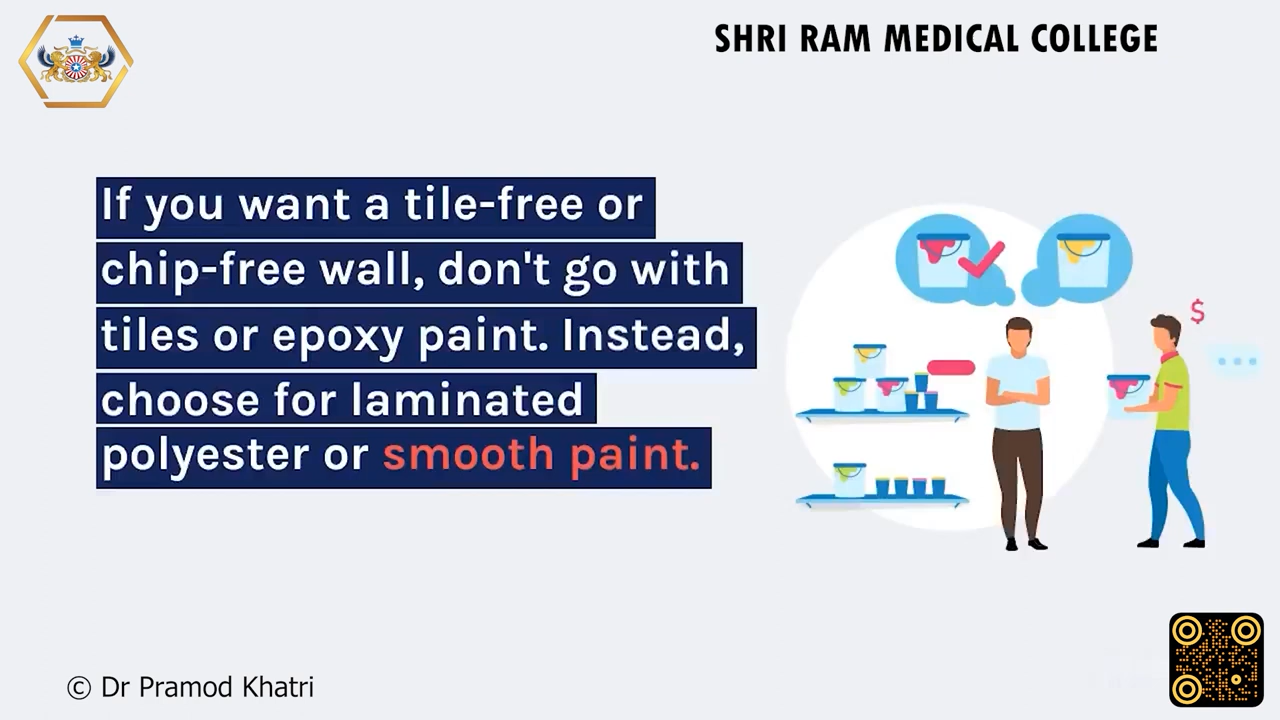 SHRI RAM MEDICAL COLLEGE
If you want a tile-free or
chip-free wall, don't go with
tiles or epoxy paint. Instead,
choose for laminated
polyester or smooth paint.
$
© Dr Pramod Khatri